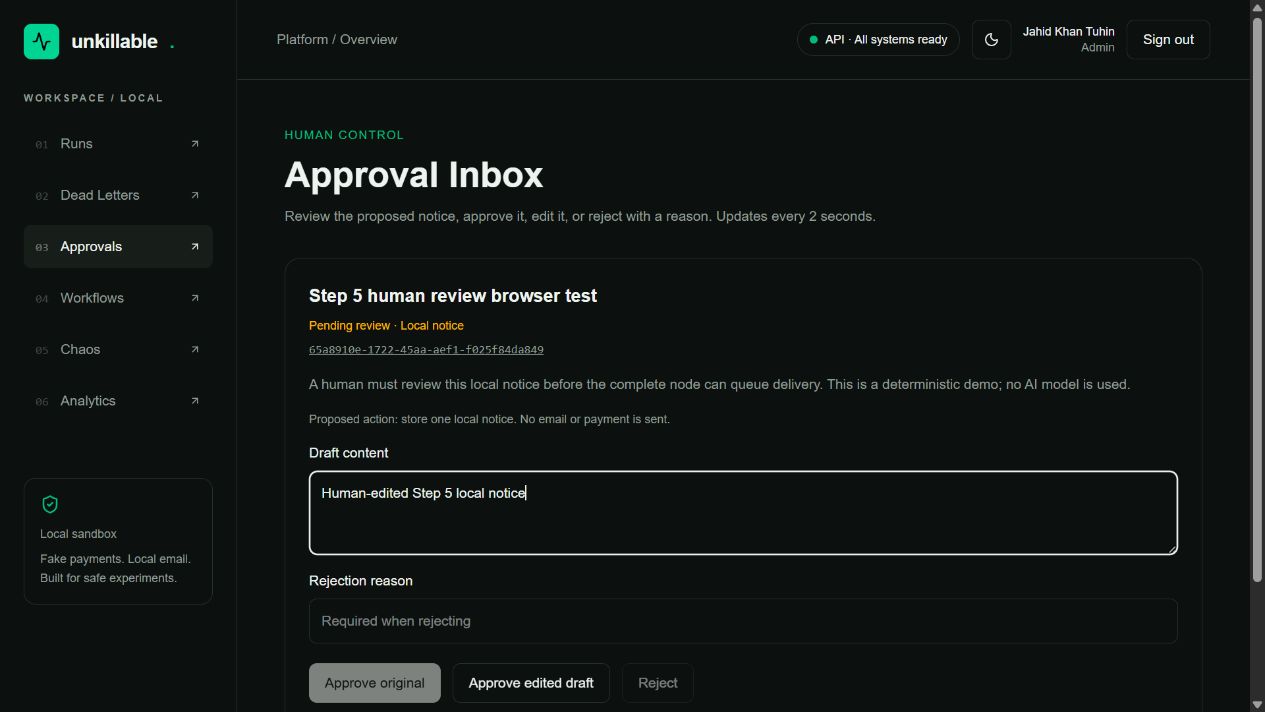 unkillable .
Platform / Overview
API · All systems ready
Jahid Khan Tuhin
Admin
Sign out
WORKSPACE / LOCAL
01 Runs
02 Dead Letters
03 Approvals
04 Workflows
05 Chaos
06 Analytics
Local sandbox
Fake payments. Local email.
Built for safe experiments.
HUMAN CONTROL
Approval Inbox
Review the proposed notice, approve it, edit it, or reject with a reason. Updates every 2 seconds.
Step 5 human review browser test
Pending review · Local notice
65a8910e-1722-45aa-aef1-f025f84da849
A human must review this local notice before the complete node can queue delivery. This is a deterministic demo; no AI model is used.
Proposed action: store one local notice. No email or payment is sent.
Draft content
Human-edited Step 5 local notice
Rejection reason
Required when rejecting
Approve original
Approve edited draft
Reject